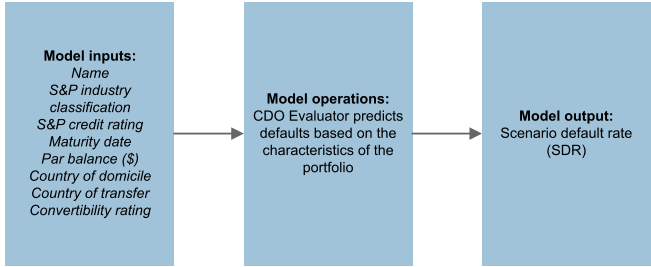 Model inputs:
Name
S&P industry
classification
S&P credit rating
Maturity date
Par balance ($)
Country of domicile
Country of transfer
Convertibility rating
Model operations:
CDO Evaluator predicts
defaults based on the
characteristics of the
portfolio
Model output:
Scenario default rate
(SDR)